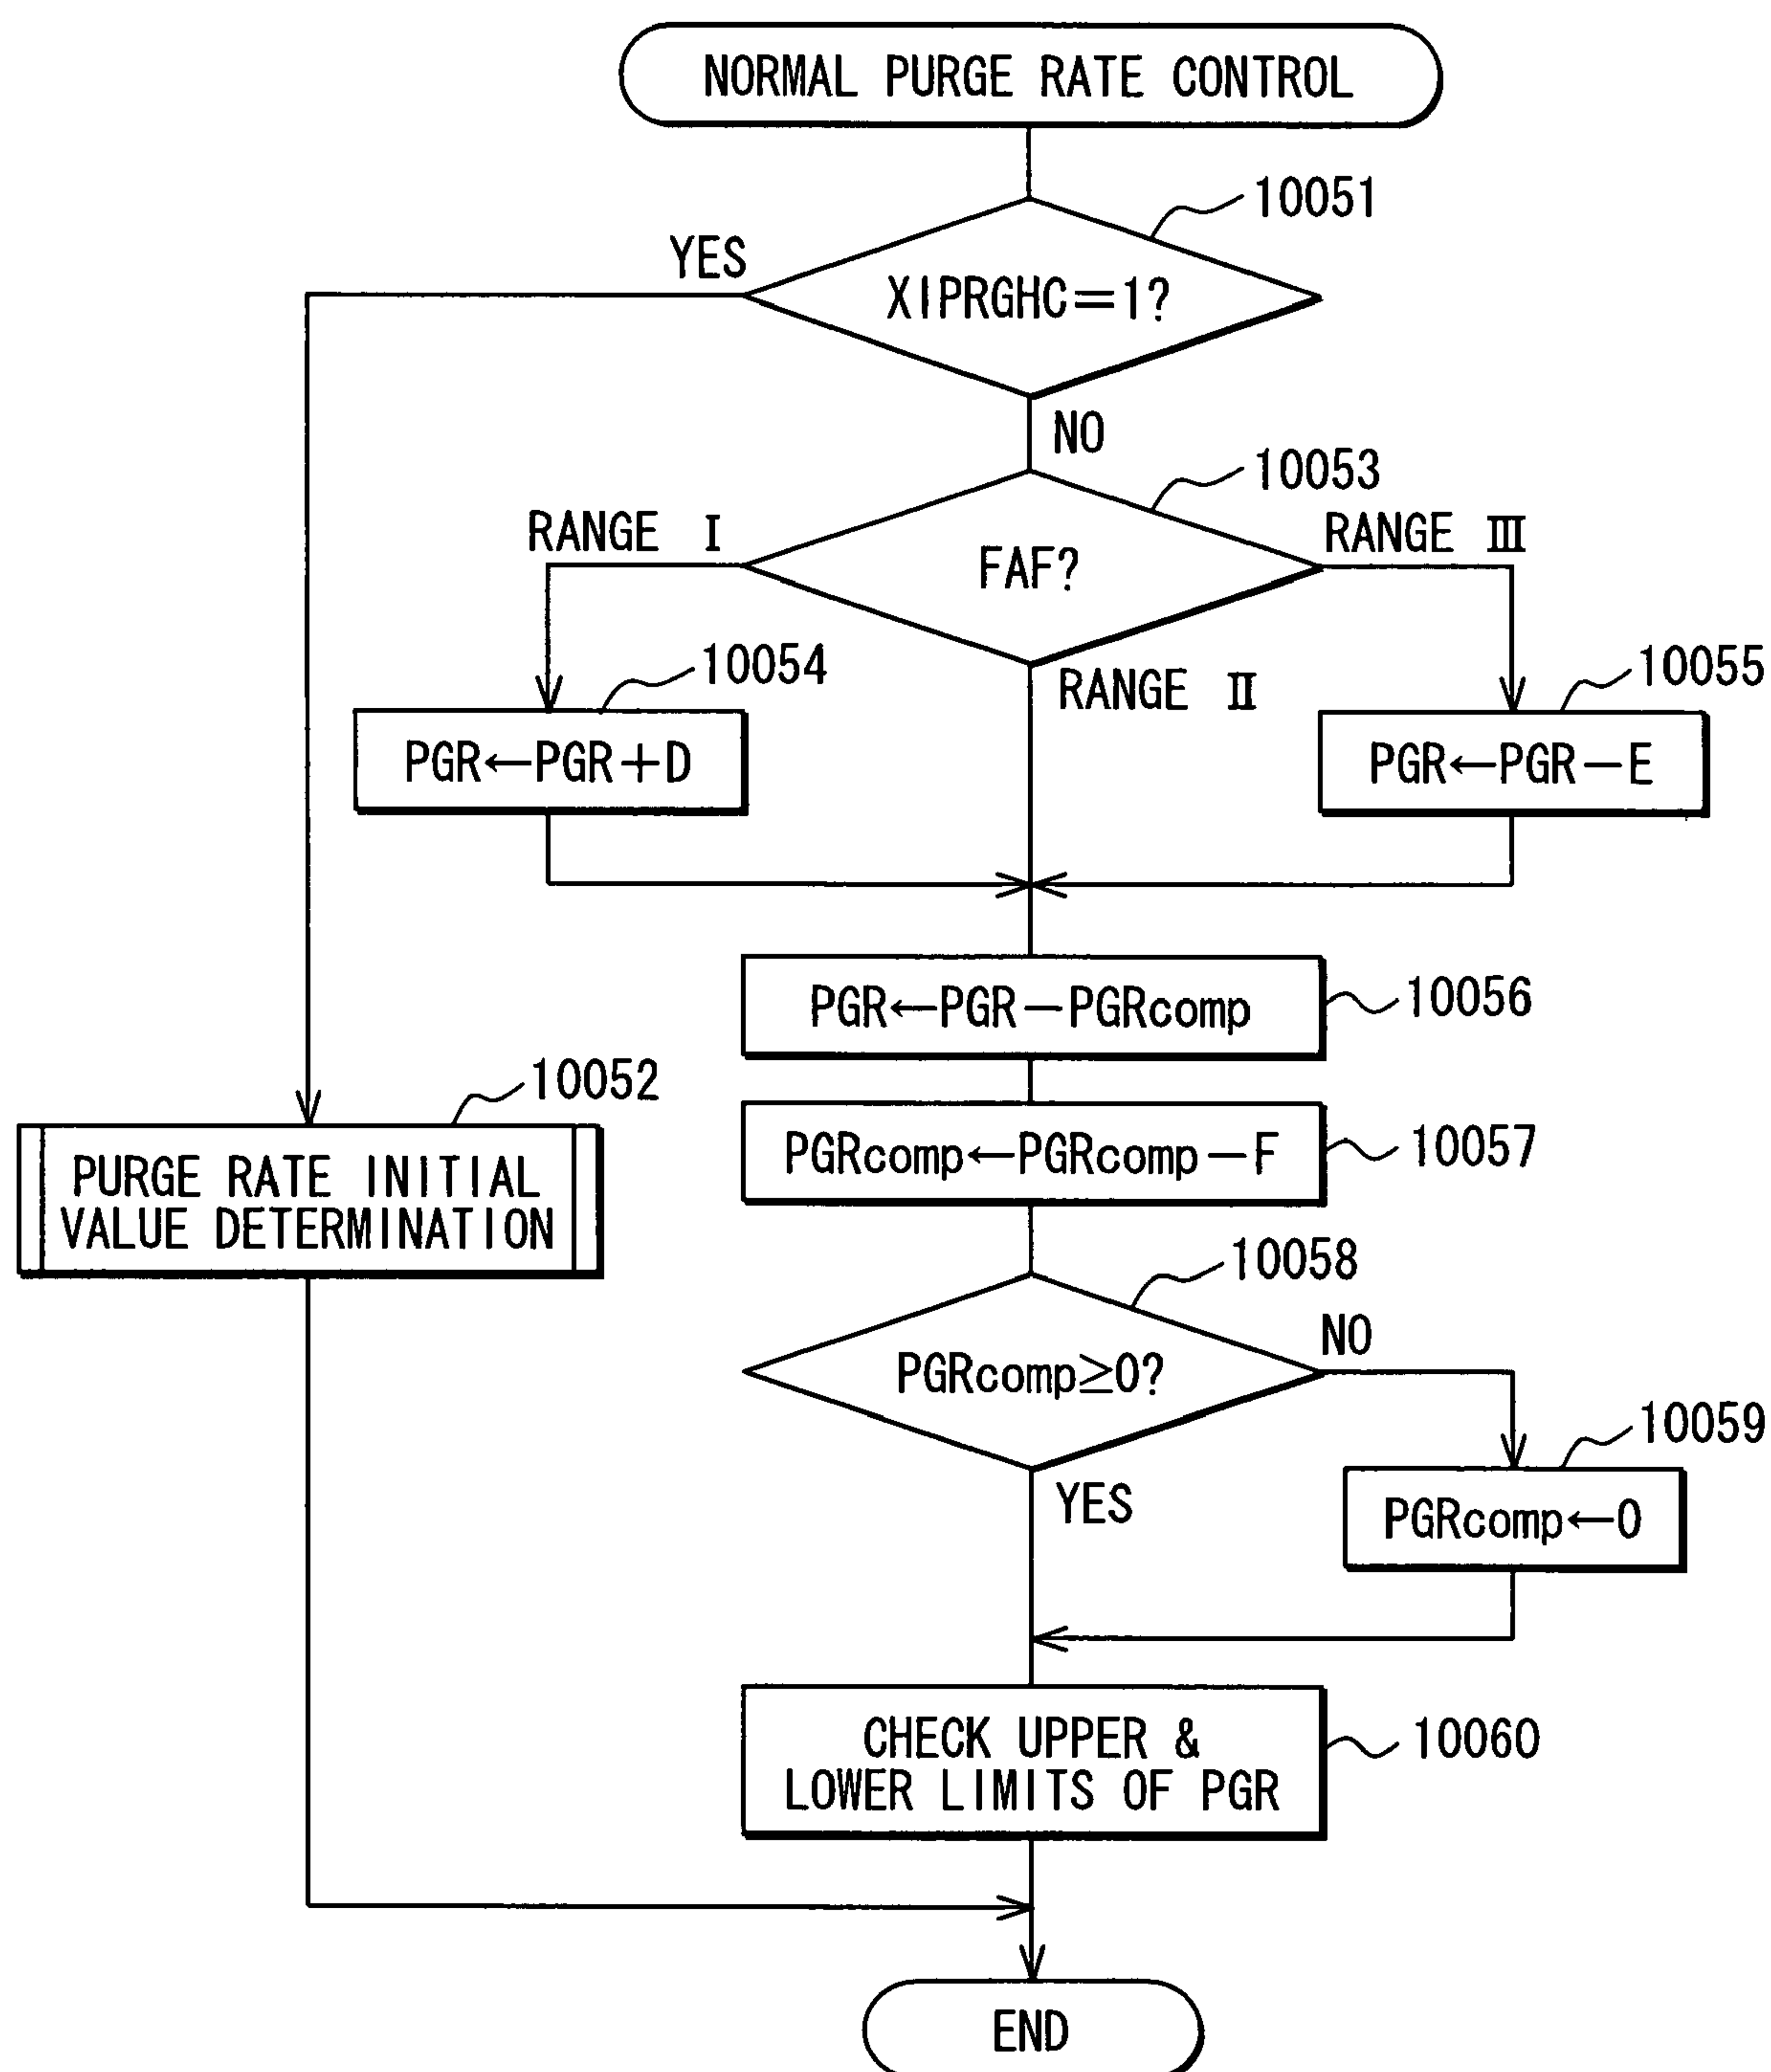 NORMAL PURGE RATE CONTROL
10051
YES
XIPRGHC=1?
NO
10053
RANGE I
FAF?
RANGE III
10054
RANGE II
10055
PGR←PGR+D
PGR←PGR−E
PGR←PGR−PGRcomp
10056
10052
PURGE RATE INITIAL
VALUE DETERMINATION
PGRcomp←PGRcomp−F
10057
10058
PGRcomp≥0?
NO
10059
YES
PGRcomp←0
CHECK UPPER &
LOWER LIMITS OF PGR
10060
END